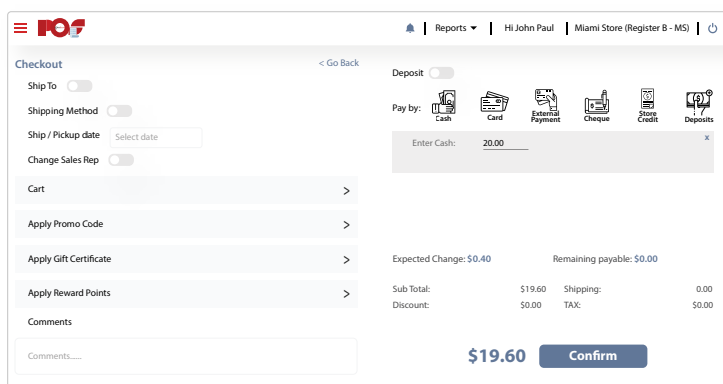 POS
Reports
Hi John Paul
Miami Store (Register B - MS)
Checkout
< Go Back
Ship To
Shipping Method
Ship / Pickup date
Select date
Change Sales Rep
Cart
Apply Promo Code
Apply Gift Certificate
Apply Reward Points
Comments
Comments......
Deposit
Pay by:
Cash
Card
External
Payment
Cheque
Store
Credit
Deposits
Enter Cash: 20.00
x
Expected Change: $0.40
Remaining payable: $0.00
Sub Total: $19.60 Shipping: 0.00
Discount: $0.00 TAX: $0.00
$19.60
Confirm